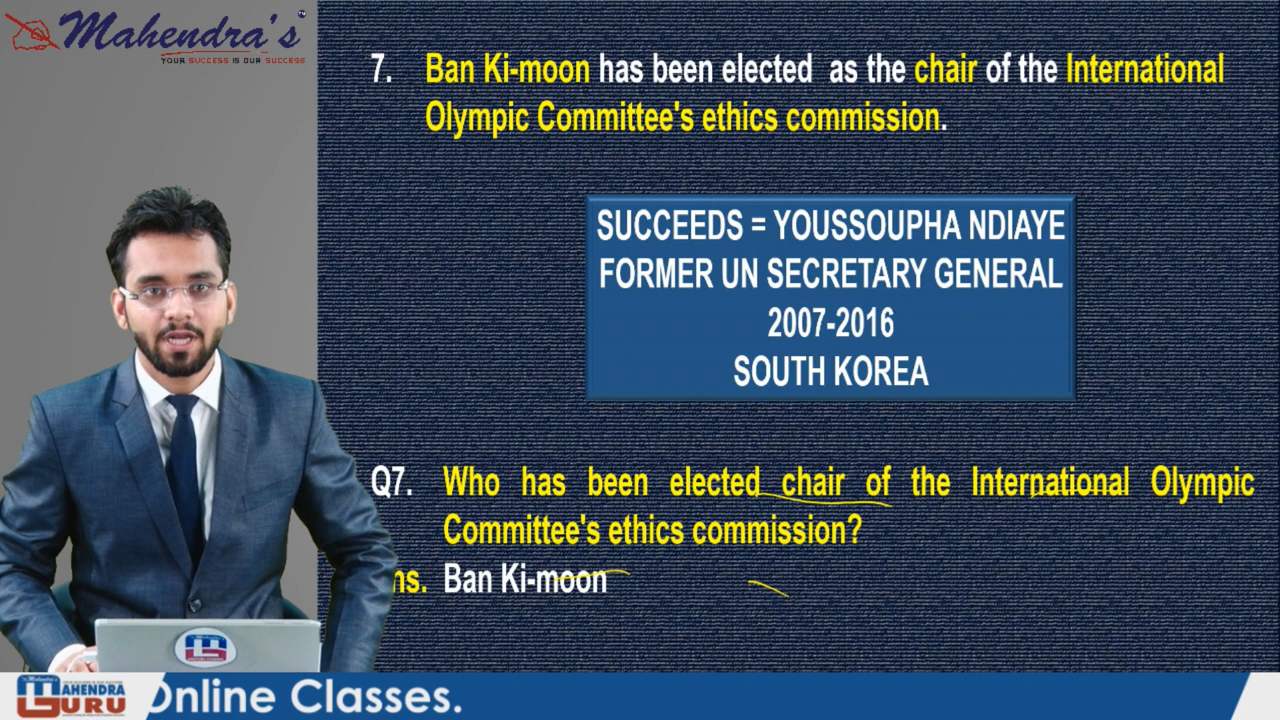 Mahendra's
YOUR SUCCESS IS OUR SUCCESS
7. Ban Ki-moon has been elected as the chair of the International
Olympic Committee's ethics commission.
SUCCEEDS = YOUSSOUPHA NDIAYE
FORMER UN SECRETARY GENERAL
2007-2016
SOUTH KOREA
Q7. Who has been elected chair of the International Olympic
Committee's ethics commission?
ns. Ban Ki-moon
MAHENDRA
GURU
Online Classes.